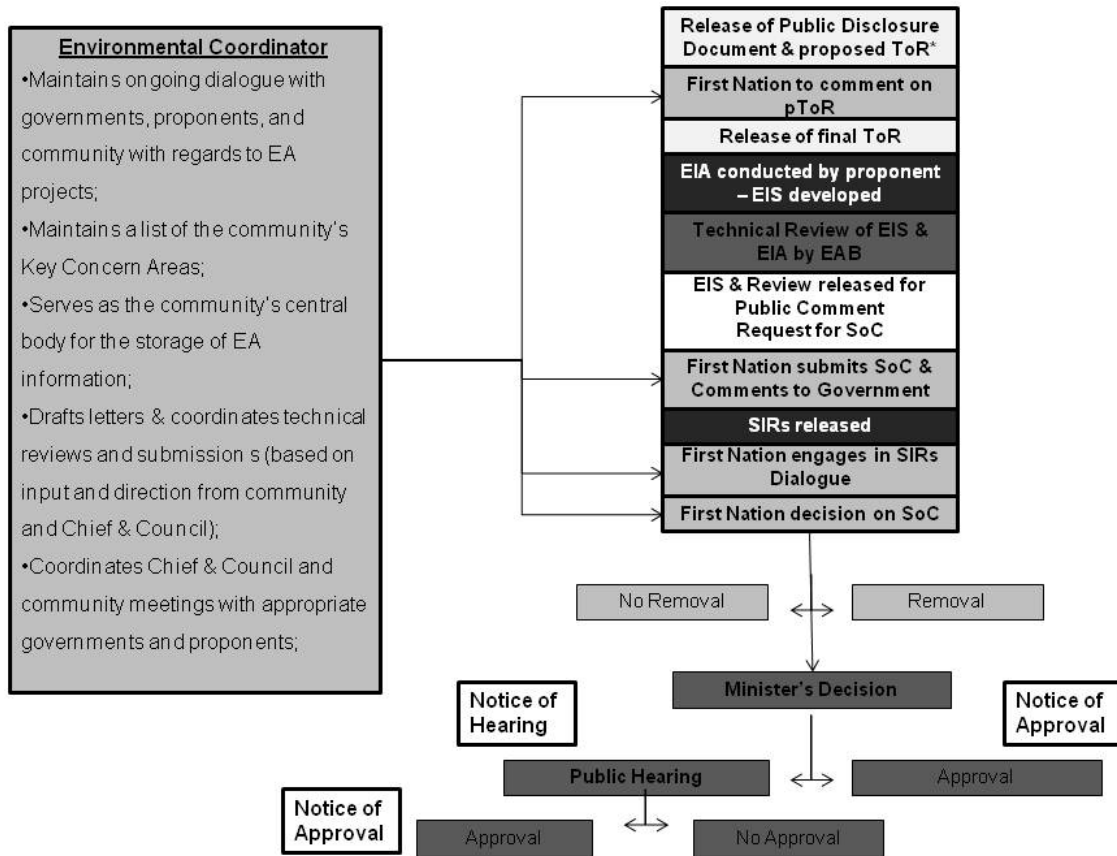 Environmental Coordinator
•Maintains ongoing dialogue with
governments, proponents, and
community with regards to EA
projects;
•Maintains a list of the community's
Key Concern Areas;
•Serves as the community's central
body for the storage of EA
information;
•Drafts letters & coordinates technical
reviews and submission s (based on
input and direction from community
and Chief & Council);
•Coordinates Chief & Council and
community meetings with appropriate
governments and proponents;
Release of Public Disclosure
Document & proposed ToR*
First Nation to comment on
pToR
Release of final ToR
EIA conducted by proponent
– EIS developed
Technical Review of EIS &
EIA by EAB
EIS & Review released for
Public Comment
Request for SoC
First Nation submits SoC &
Comments to Government
SIRs released
First Nation engages in SIRs
Dialogue
First Nation decision on SoC
No Removal
Removal
Minister's Decision
Notice of
Hearing
Notice of
Approval
Public Hearing
Approval
Notice of
Approval
Approval
No Approval